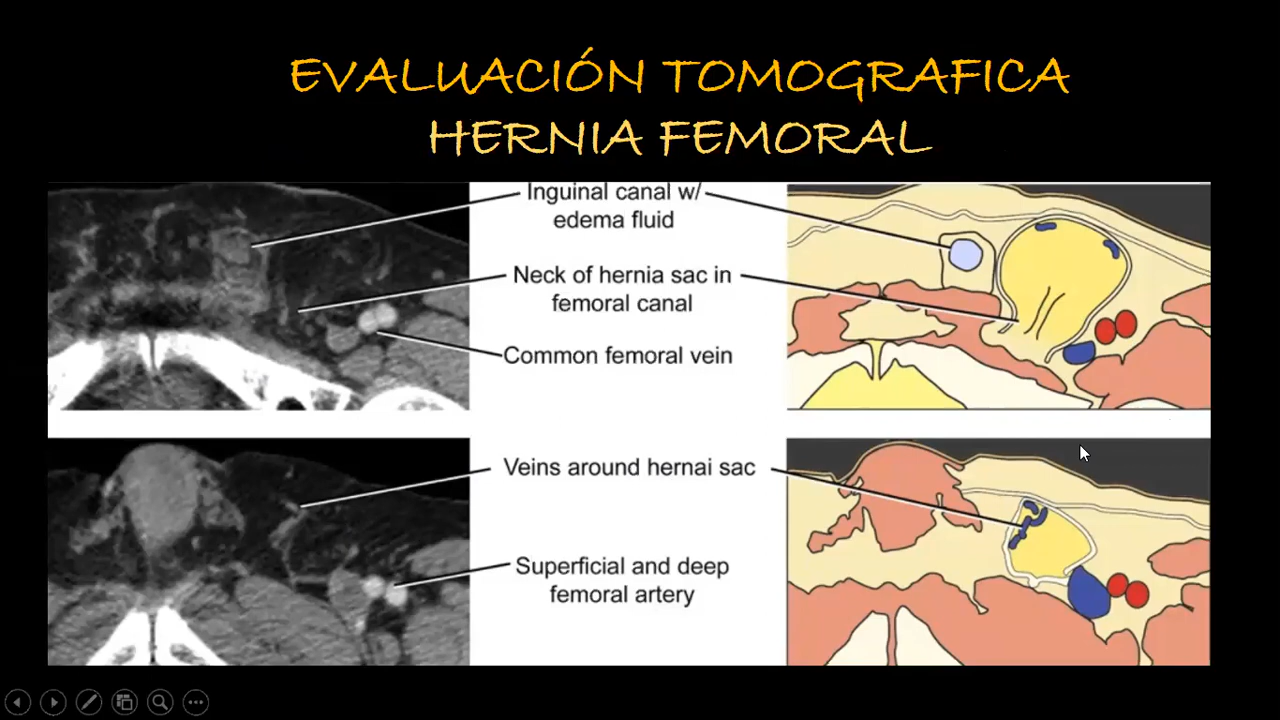 EVALUACIÓN TOMOGRAFICA
HERNIA FEMORAL
Inguinal canal w/
edema fluid
Neck of hernia sac in
femoral canal
Common femoral vein
Veins around hernai sac
Superficial and deep
femoral artery